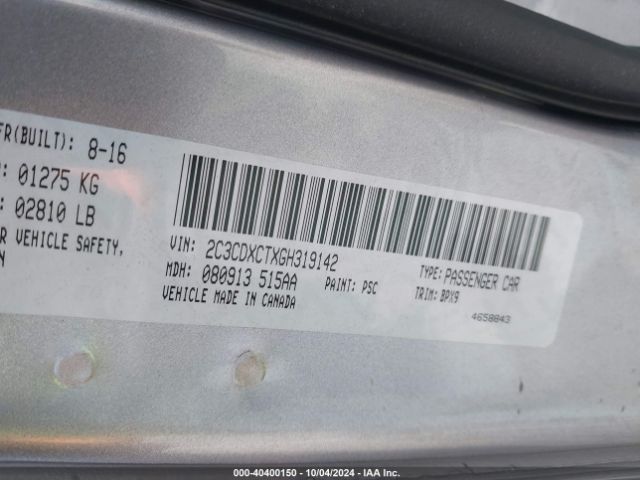 FR(BUILT): 8-16
01275 KG
02810 LB
R VEHICLE SAFETY,
N
VIN: 2C3CDXCTXGH319142
MDH: 080913 515AA PAINT: PSC
VEHICLE MADE IN CANADA
TYPE: PASSENGER CAR
TRIM: BPX9
4658843
000-40400150 - 10/04/2024 - IAA Inc.